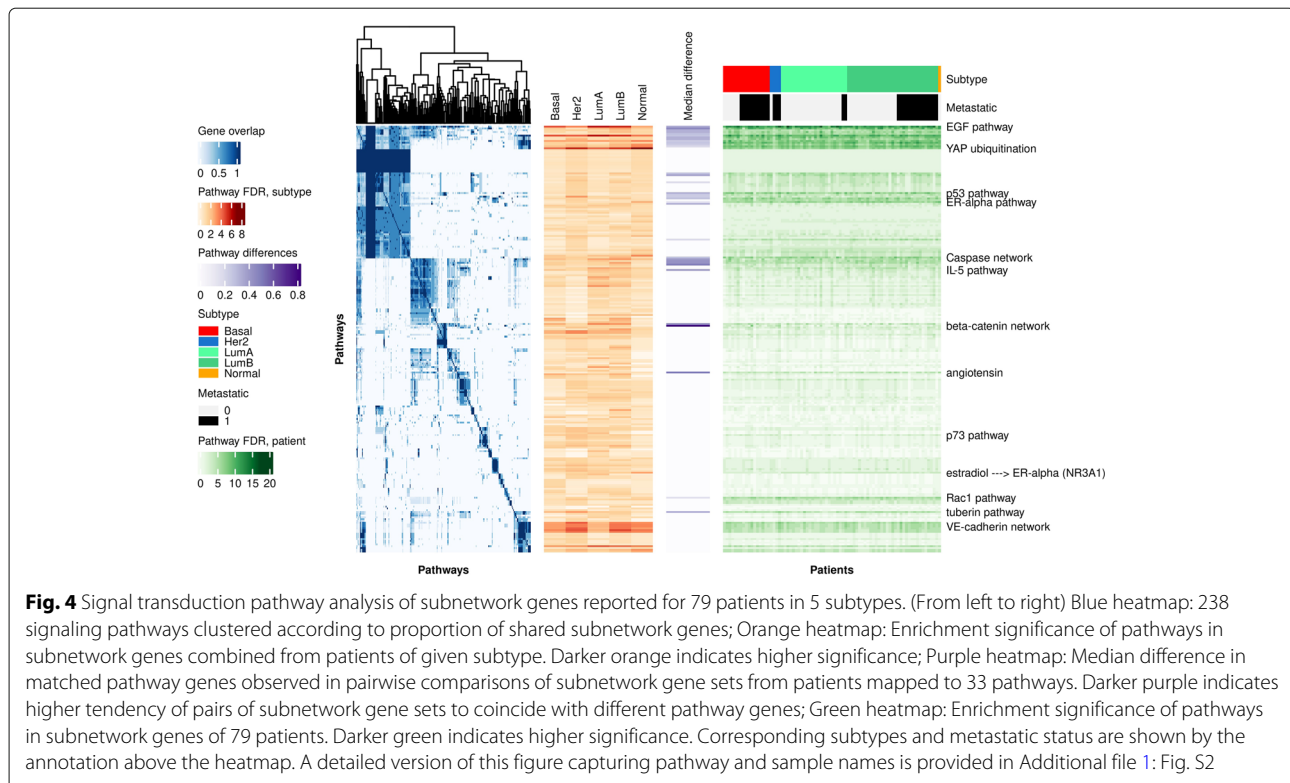 Gene overlap
0 0.5 1
Pathway FDR, subtype
0 2 4 6 8
Pathway differences
0 0.2 0.4 0.6 0.8
Subtype
Basal
Her2
LumA
LumB
Normal
Metastatic
0
1
Pathway FDR, patient
0 5 10 15 20
Pathways
Pathways
Basal
Her2
LumA
LumB
Normal
Median difference
Subtype
Metastatic
EGF pathway
YAP ubiquitination
p53 pathway
ER-alpha pathway
Caspase network
IL-5 pathway
beta-catenin network
angiotensin
p73 pathway
estradiol ---> ER-alpha (NR3A1)
Rac1 pathway
tuberin pathway
VE-cadherin network
Patients
Fig. 4 Signal transduction pathway analysis of subnetwork genes reported for 79 patients in 5 subtypes. (From left to right) Blue heatmap: 238
signaling pathways clustered according to proportion of shared subnetwork genes; Orange heatmap: Enrichment significance of pathways in
subnetwork genes combined from patients of given subtype. Darker orange indicates higher significance; Purple heatmap: Median difference in
matched pathway genes observed in pairwise comparisons of subnetwork gene sets from patients mapped to 33 pathways. Darker purple indicates
higher tendency of pairs of subnetwork gene sets to coincide with different pathway genes; Green heatmap: Enrichment significance of pathways
in subnetwork genes of 79 patients. Darker green indicates higher significance. Corresponding subtypes and metastatic status are shown by the
annotation above the heatmap. A detailed version of this figure capturing pathway and sample names is provided in Additional file 1: Fig. S2